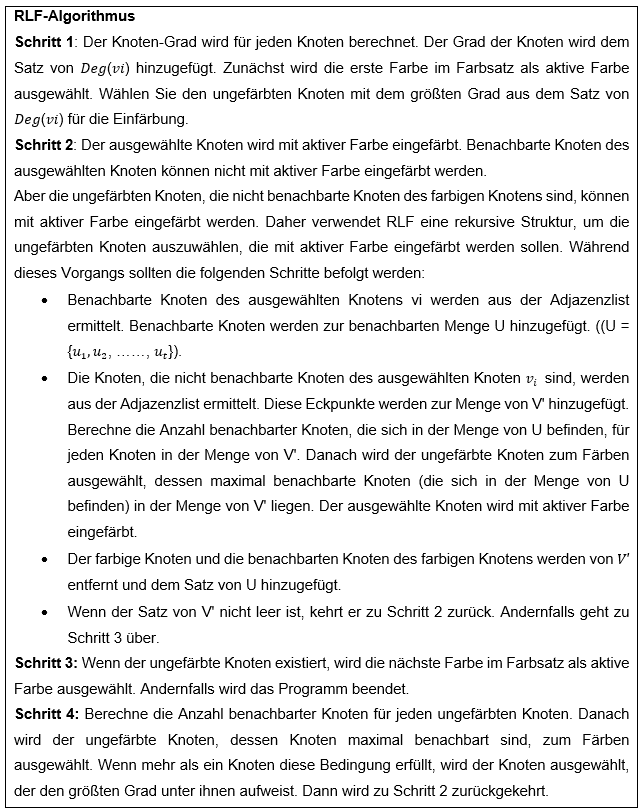 RLF-Algorithmus
Schritt 1: Der Knoten-Grad wird für jeden Knoten berechnet. Der Grad der Knoten wird dem
Satz von Deg(vi) hinzugefügt. Zunächst wird die erste Farbe im Farbsatz als aktive Farbe
ausgewählt. Wählen Sie den ungefärbten Knoten mit dem größten Grad aus dem Satz von
Deg(vi) für die Einfärbung.
Schritt 2: Der ausgewählte Knoten wird mit aktiver Farbe eingefärbt. Benachbarte Knoten des
ausgewählten Knoten können nicht mit aktiver Farbe eingefärbt werden.
Aber die ungefärbten Knoten, die nicht benachbarte Knoten des farbigen Knotens sind, können
mit aktiver Farbe eingefärbt werden. Daher verwendet RLF eine rekursive Struktur, um die
ungefärbten Knoten auszuwählen, die mit aktiver Farbe eingefärbt werden sollen. Während
dieses Vorgangs sollten die folgenden Schritte befolgt werden:
• Benachbarte Knoten des ausgewählten Knotens vi werden aus der Adjazenzlist
ermittelt. Benachbarte Knoten werden zur benachbarten Menge U hinzugefügt. ((U =
{u₁, u₂, ……, uₜ}).
• Die Knoten, die nicht benachbarte Knoten des ausgewählten Knoten vᵢ sind, werden
aus der Adjazenzlist ermittelt. Diese Eckpunkte werden zur Menge von V' hinzugefügt.
Berechne die Anzahl benachbarter Knoten, die sich in der Menge von U befinden, für
jeden Knoten in der Menge von V'. Danach wird der ungefärbte Knoten zum Färben
ausgewählt, dessen maximal benachbarte Knoten (die sich in der Menge von U
befinden) in der Menge von V' liegen. Der ausgewählte Knoten wird mit aktiver Farbe
eingefärbt.
• Der farbige Knoten und die benachbarten Knoten des farbigen Knotens werden von V'
entfernt und dem Satz von U hinzugefügt.
• Wenn der Satz von V' nicht leer ist, kehrt er zu Schritt 2 zurück. Andernfalls geht zu
Schritt 3 über.
Schritt 3: Wenn der ungefärbte Knoten existiert, wird die nächste Farbe im Farbsatz als aktive
Farbe ausgewählt. Andernfalls wird das Programm beendet.
Schritt 4: Berechne die Anzahl benachbarter Knoten für jeden ungefärbten Knoten. Danach
wird der ungefärbte Knoten, dessen Knoten maximal benachbart sind, zum Färben
ausgewählt. Wenn mehr als ein Knoten diese Bedingung erfüllt, wird der Knoten ausgewählt,
der den größten Grad unter ihnen aufweist. Dann wird zu Schritt 2 zurückgekehrt.